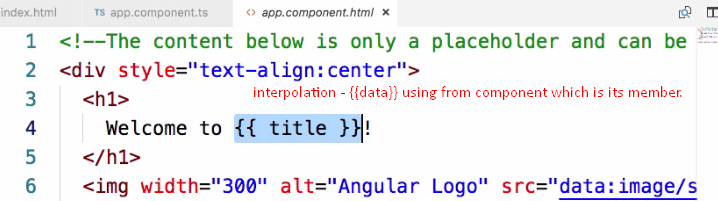 index.html TS app.component.ts app.component.html ×
1 <!--The content below is only a placeholder and can be
2 <div style="text-align:center">
3 <h1>
interpolation - {{data}} using from component which is its member.
4 Welcome to {{ title }}!
5 </h1>
6 <img width="300" alt="Angular Logo" src="data:image/s